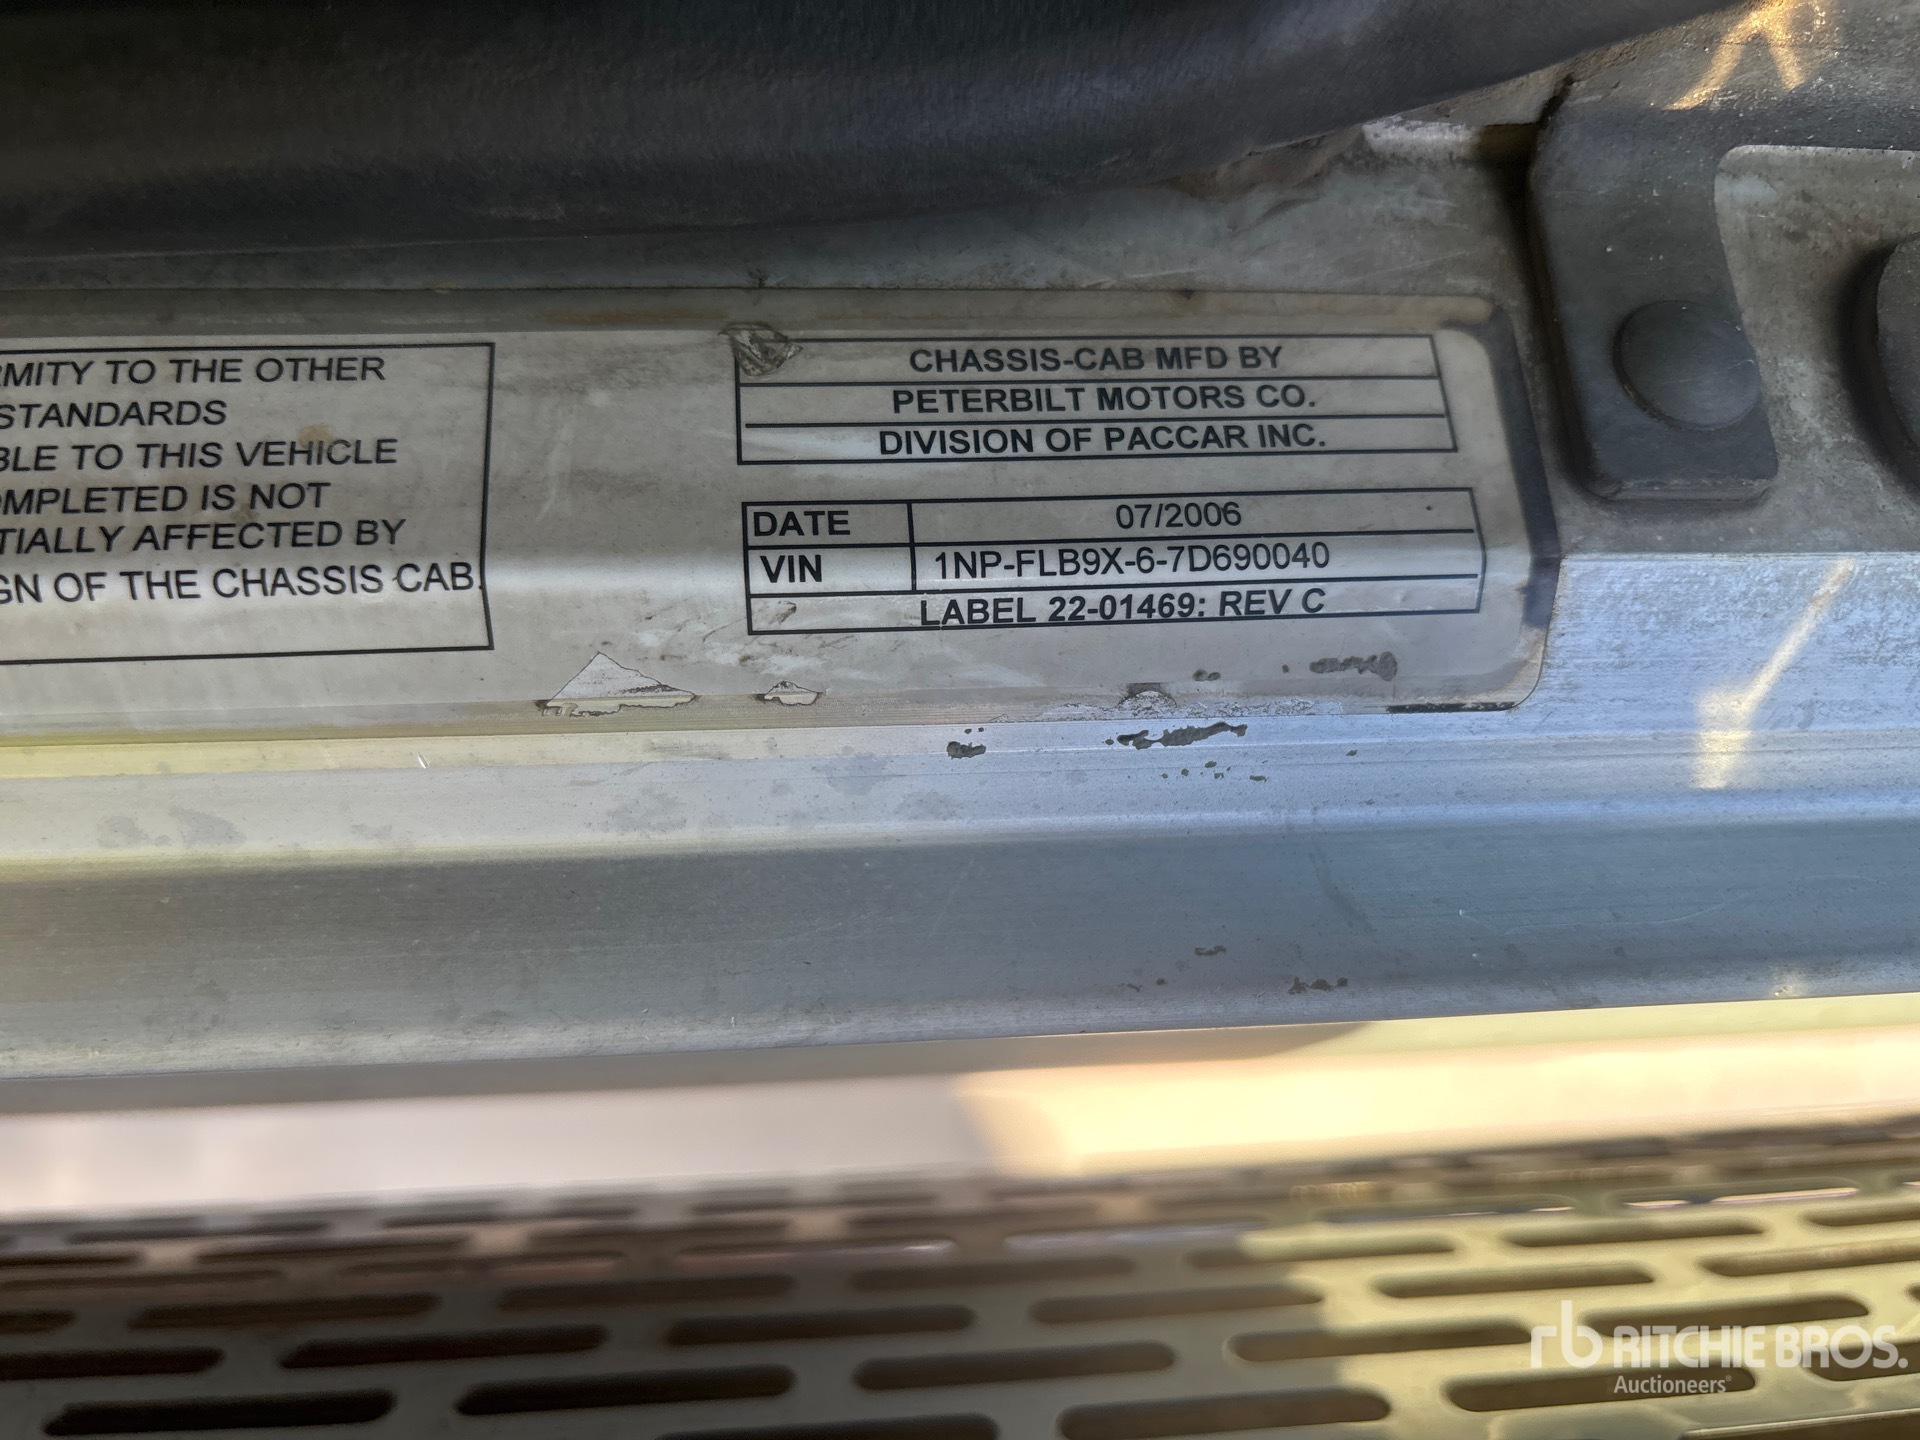 RMITY TO THE OTHER
STANDARDS
BLE TO THIS VEHICLE
OMPLETED IS NOT
TIALLY AFFECTED BY
GN OF THE CHASSIS CAB.
CHASSIS-CAB MFD BY
PETERBILT MOTORS CO.
DIVISION OF PACCAR INC.
DATE 07/2006
VIN 1NP-FLB9X-6-7D690040
LABEL 22-01469: REV C
rb RITCHIE BROS.
Auctioneers